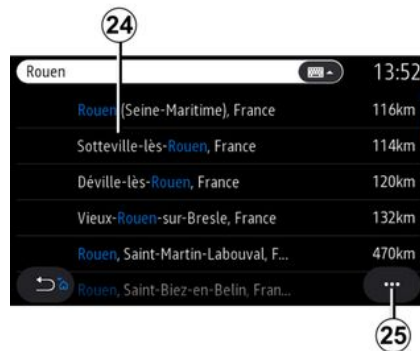 24
Rouen 13:52
Rouen (Seine-Maritime), France 116km
Sotteville-lès-Rouen, France 114km
Déville-lès-Rouen, France 120km
Vieux-Rouen-sur-Bresle, France 132km
Rouen, Saint-Martin-Labouval, F... 470km
Rouen, Saint-Biez-en-Belin, Fran...
25